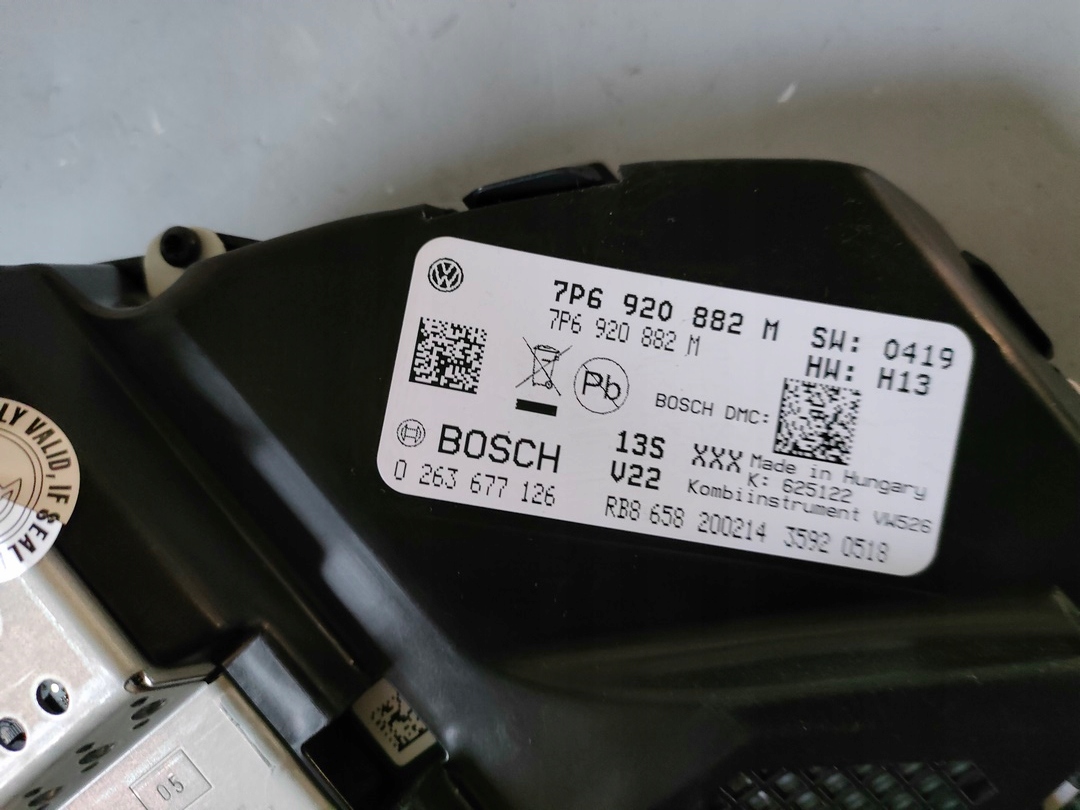 7P6 920 882 M SW: 0419
7P6 920 882 M HW: H13
Pb
BOSCH DMC:
BOSCH 13S XXX Made in Hungary
V22 K: 625122
0 263 677 126 Kombiinstrument VW526
RB8 658 200214 3592 0518
LY VALID, IF
SEAL
05